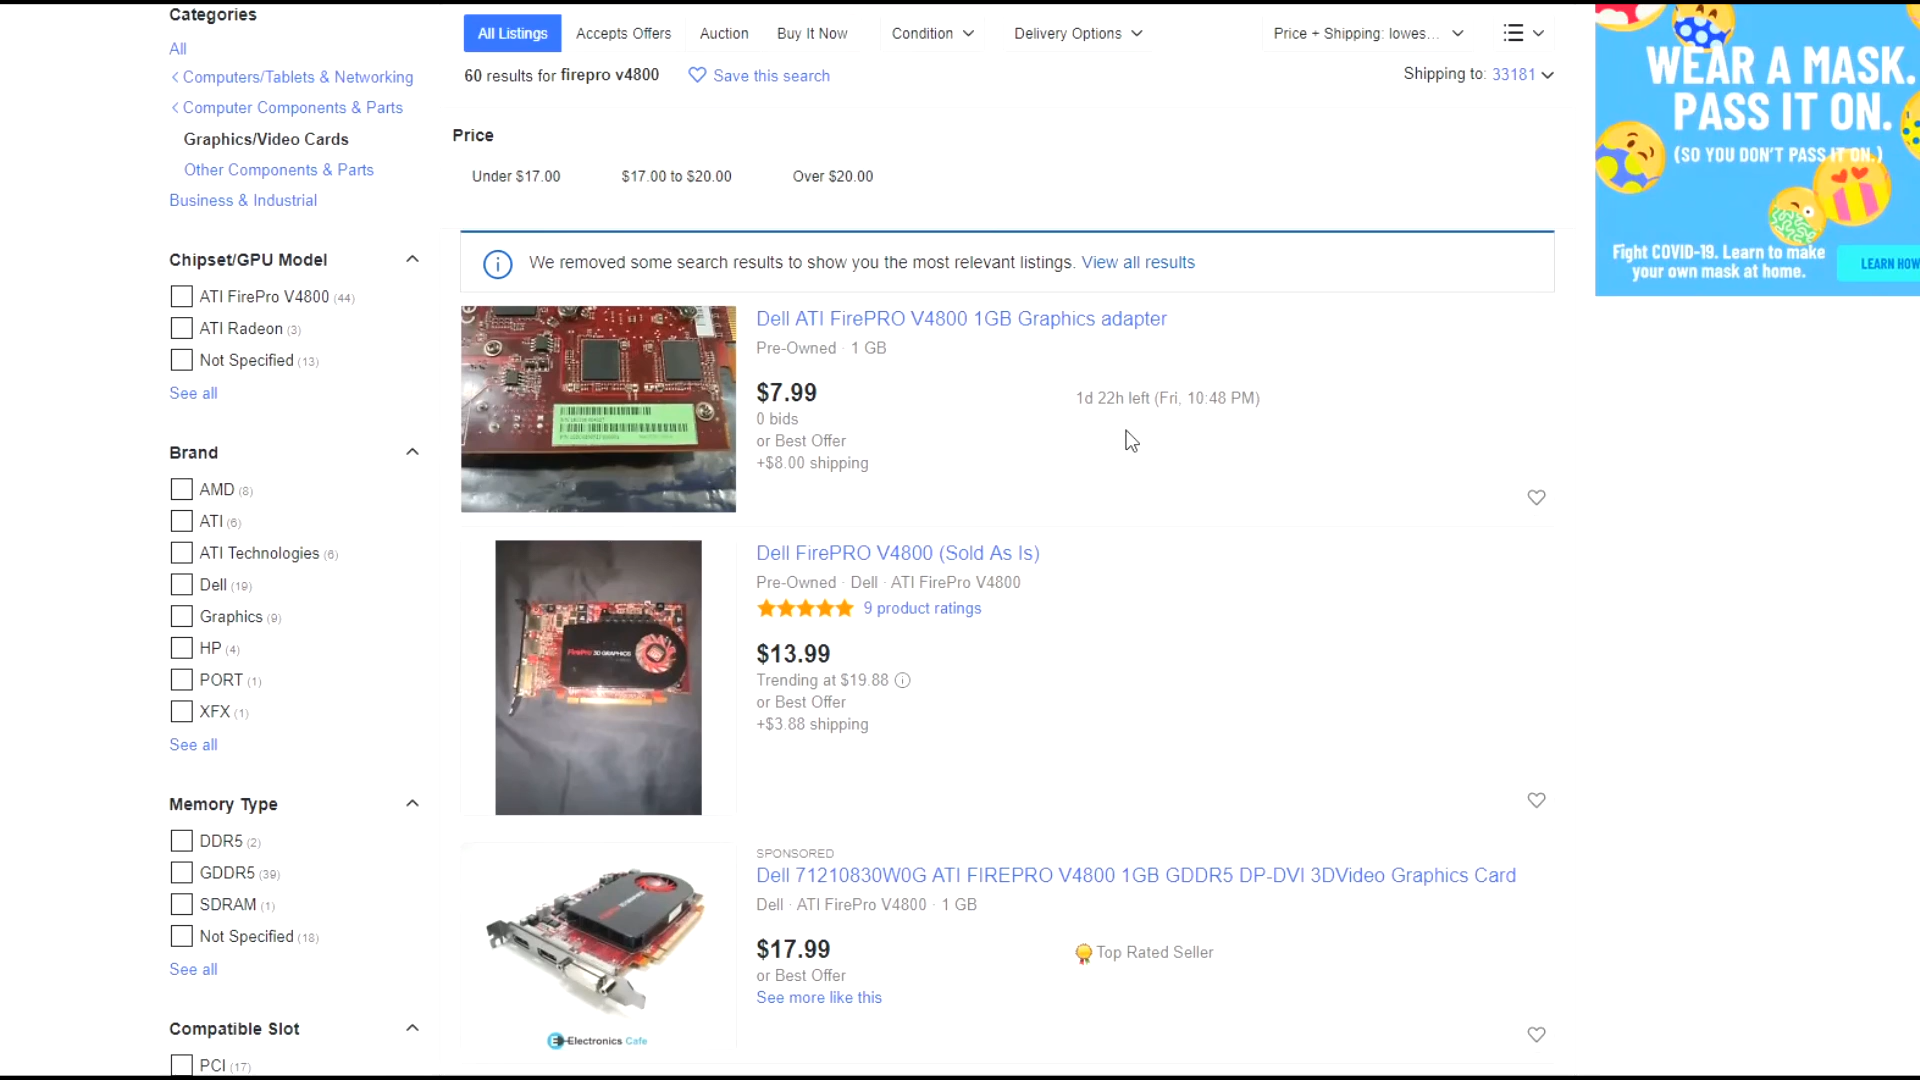 Categories
All
Computers/Tablets & Networking
Computer Components & Parts
Graphics/Video Cards
Other Components & Parts
Business & Industrial
Chipset/GPU Model
ATI FirePro V4800 (44)
ATI Radeon (3)
Not Specified (13)
See all
Brand
AMD (8)
ATI (6)
ATI Technologies (6)
Dell (19)
Graphics (9)
HP (4)
PORT (1)
XFX (1)
See all
Memory Type
DDR5 (2)
GDDR5 (39)
SDRAM (1)
Not Specified (18)
See all
Compatible Slot
PCI (17)
All Listings Accepts Offers Auction Buy It Now Condition Delivery Options Price + Shipping: lowes...
60 results for firepro v4800 Save this search Shipping to: 33181
Price
Under $17.00 $17.00 to $20.00 Over $20.00
We removed some search results to show you the most relevant listings. View all results
Dell ATI FirePRO V4800 1GB Graphics adapter
Pre-Owned · 1 GB
$7.99 1d 22h left (Fri, 10:48 PM)
0 bids
or Best Offer
+$8.00 shipping
Dell FirePRO V4800 (Sold As Is)
Pre-Owned · Dell · ATI FirePro V4800
9 product ratings
$13.99
Trending at $19.88
or Best Offer
+$3.88 shipping
FirePro 3D GRAPHICS
SPONSORED
Dell 71210830W0G ATI FIREPRO V4800 1GB GDDR5 DP-DVI 3DVideo Graphics Card
Dell · ATI FirePro V4800 · 1 GB
$17.99 Top Rated Seller
or Best Offer
See more like this
Electronics Cafe
WEAR A MASK.
PASS IT ON.
(SO YOU DON'T PASS IT ON.)
Fight COVID-19. Learn to make
your own mask at home.
LEARN HOW